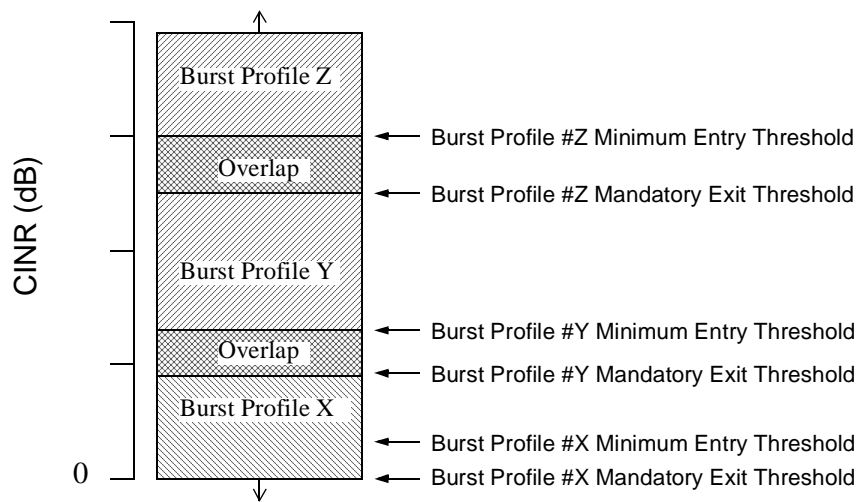 Burst Profile Z
Burst Profile #Z Minimum Entry Threshold
Overlap
Burst Profile #Z Mandatory Exit Threshold
CINR (dB)
Burst Profile Y
Burst Profile #Y Minimum Entry Threshold
Overlap
Burst Profile #Y Mandatory Exit Threshold
Burst Profile X
Burst Profile #X Minimum Entry Threshold
0
Burst Profile #X Mandatory Exit Threshold